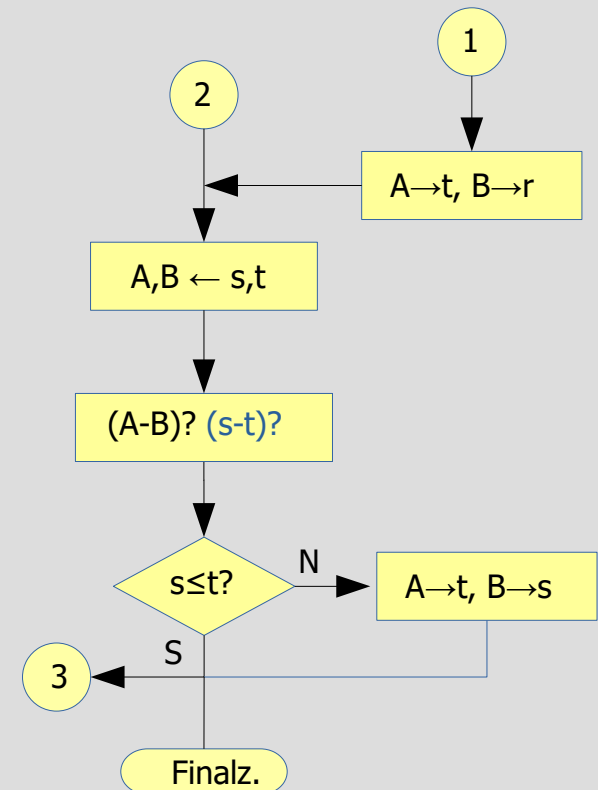 1
2
A→t, B→r
A,B ← s,t
(A-B)? (s-t)?
s≤t?
N
A→t, B→s
S
3
Finalz.